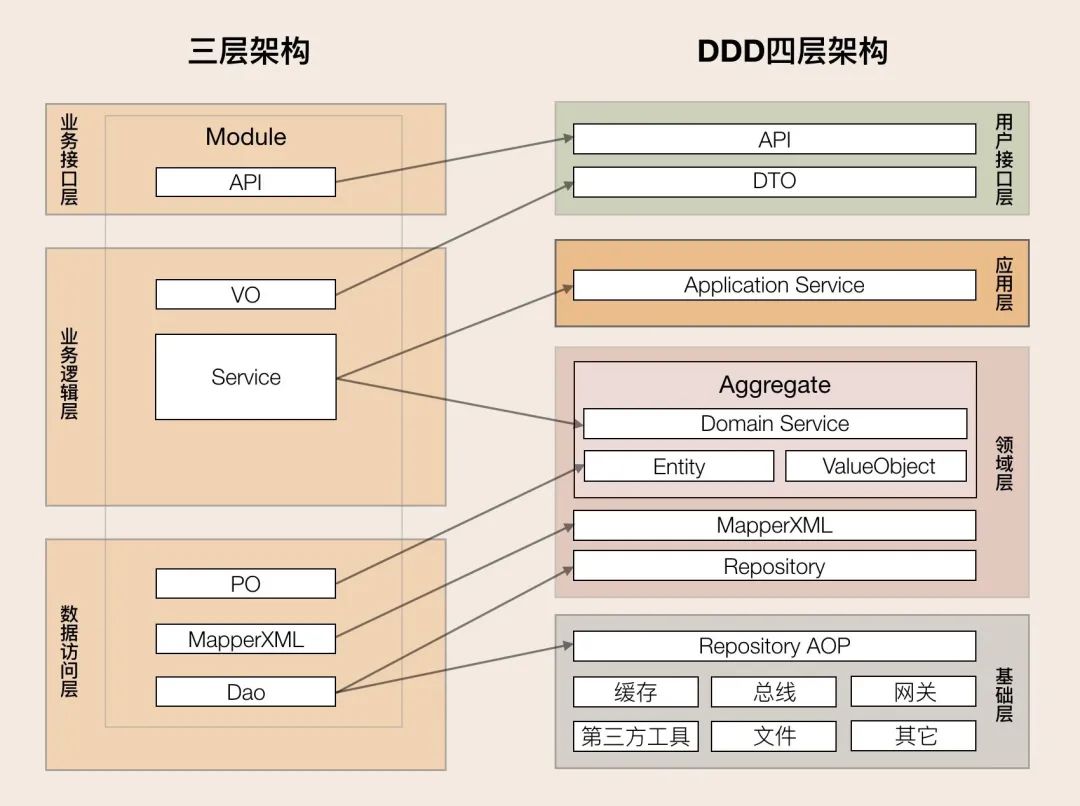 三层架构
业务接口层
Module
API
业务逻辑层
VO
Service
数据访问层
PO
MapperXML
Dao
DDD四层架构
API
DTO
用户接口层
Application Service
应用层
Aggregate
Domain Service
Entity
ValueObject
MapperXML
Repository
领域层
Repository AOP
缓存
总线
网关
第三方工具
文件
其它
基础层